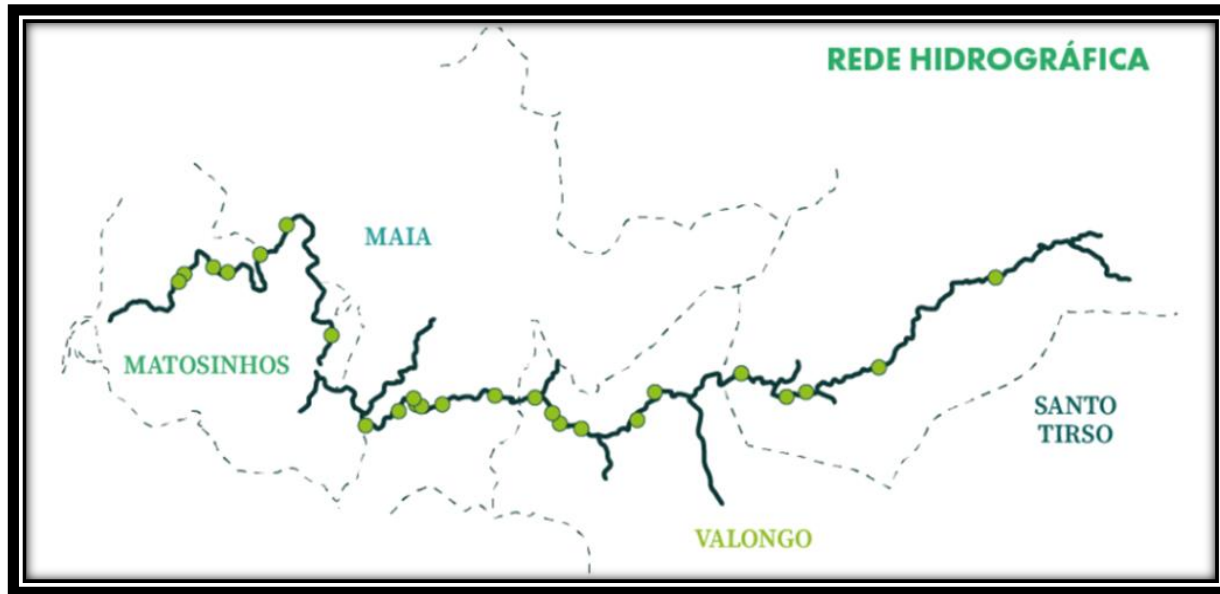 REDE HIDROGRÁFICA
MAIA
MATOSINHOS
SANTO
TIRSO
VALONGO